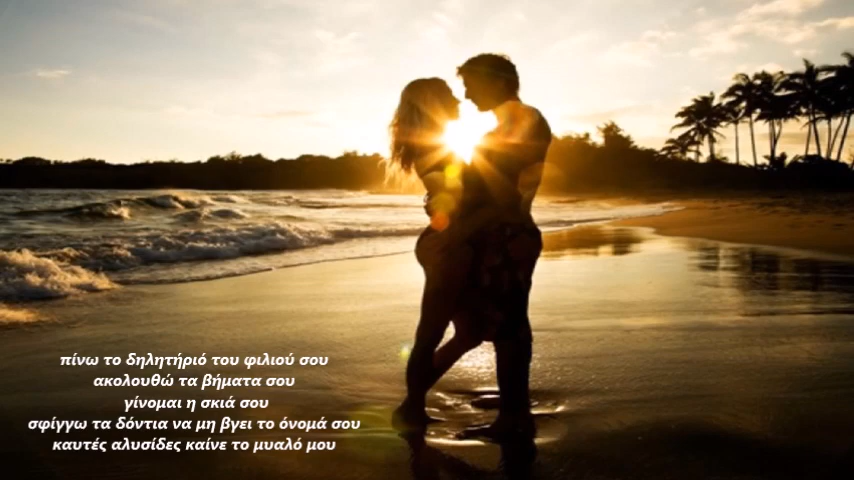 πίνω το δηλητήριό του φιλιού σου
ακολουθώ τα βήματα σου
γίνομαι η σκιά σου
σφίγγω τα δόντια να μη βγει το όνομά σου
καυτές αλυσίδες καίνε το μυαλό μου